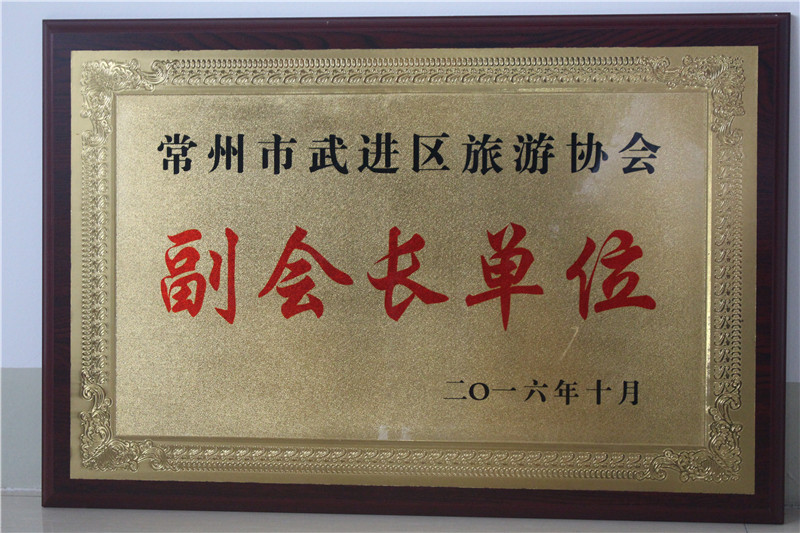 常州市武进区旅游协会
副会长单位
二〇一六年十月